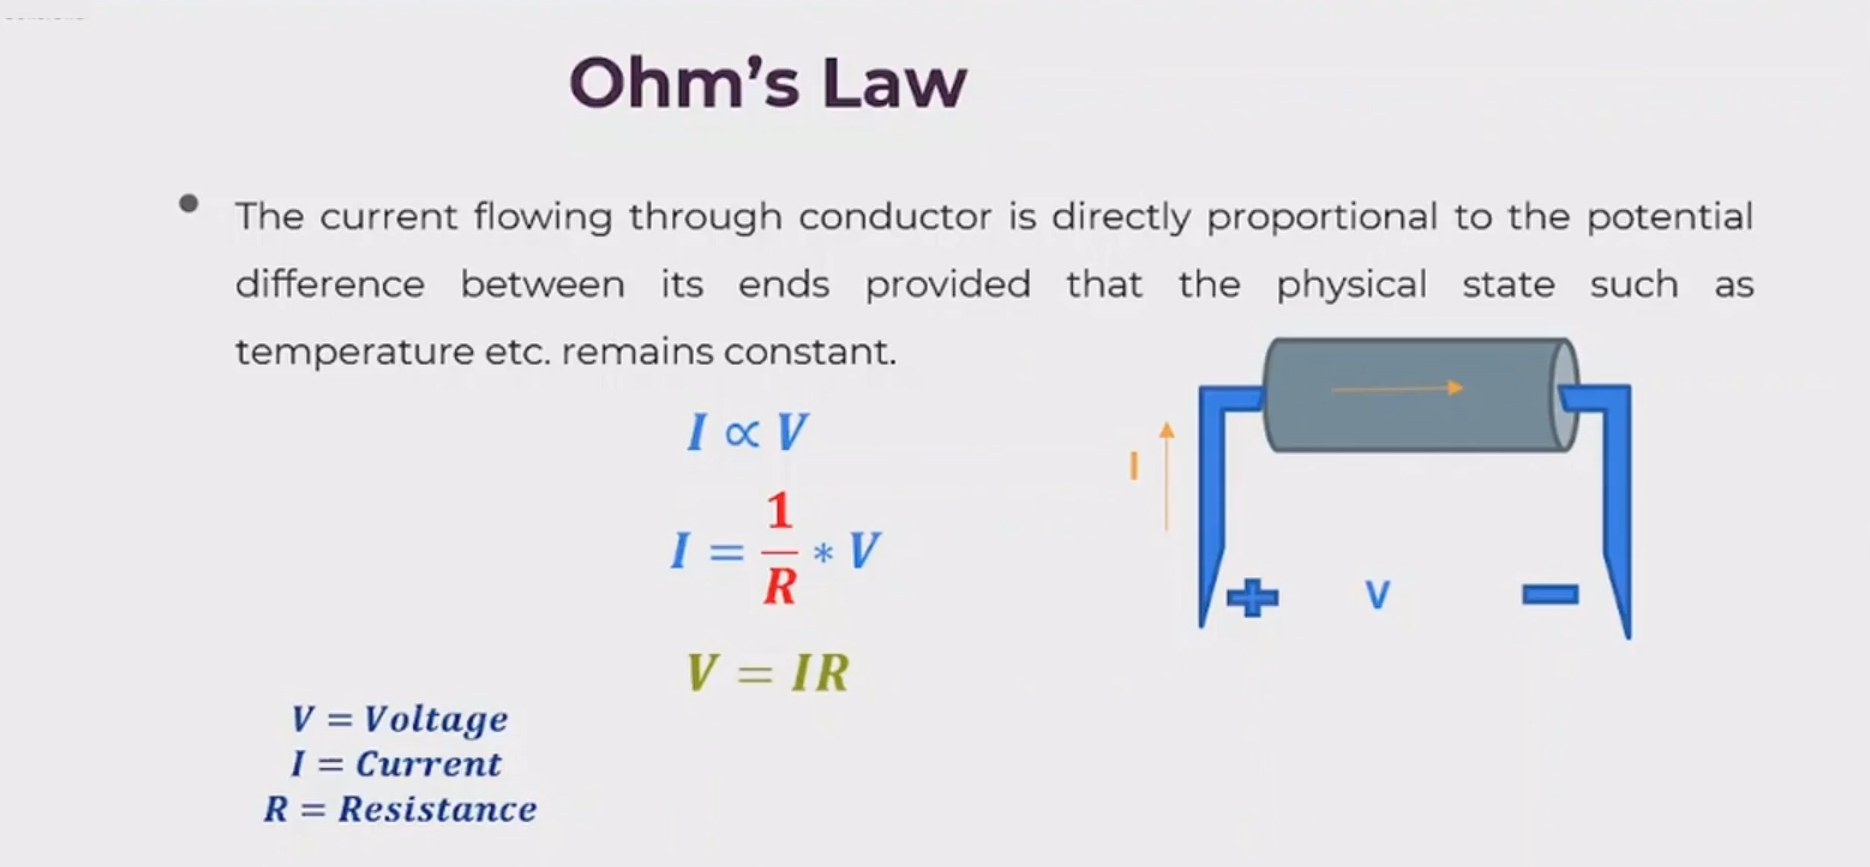 Ohm's Law
• The current flowing through conductor is directly proportional to the potential
difference between its ends provided that the physical state such as
temperature etc. remains constant.
I ∝ V
I = 1/R * V
V = IR
V = Voltage
I = Current
R = Resistance
I
+ V −